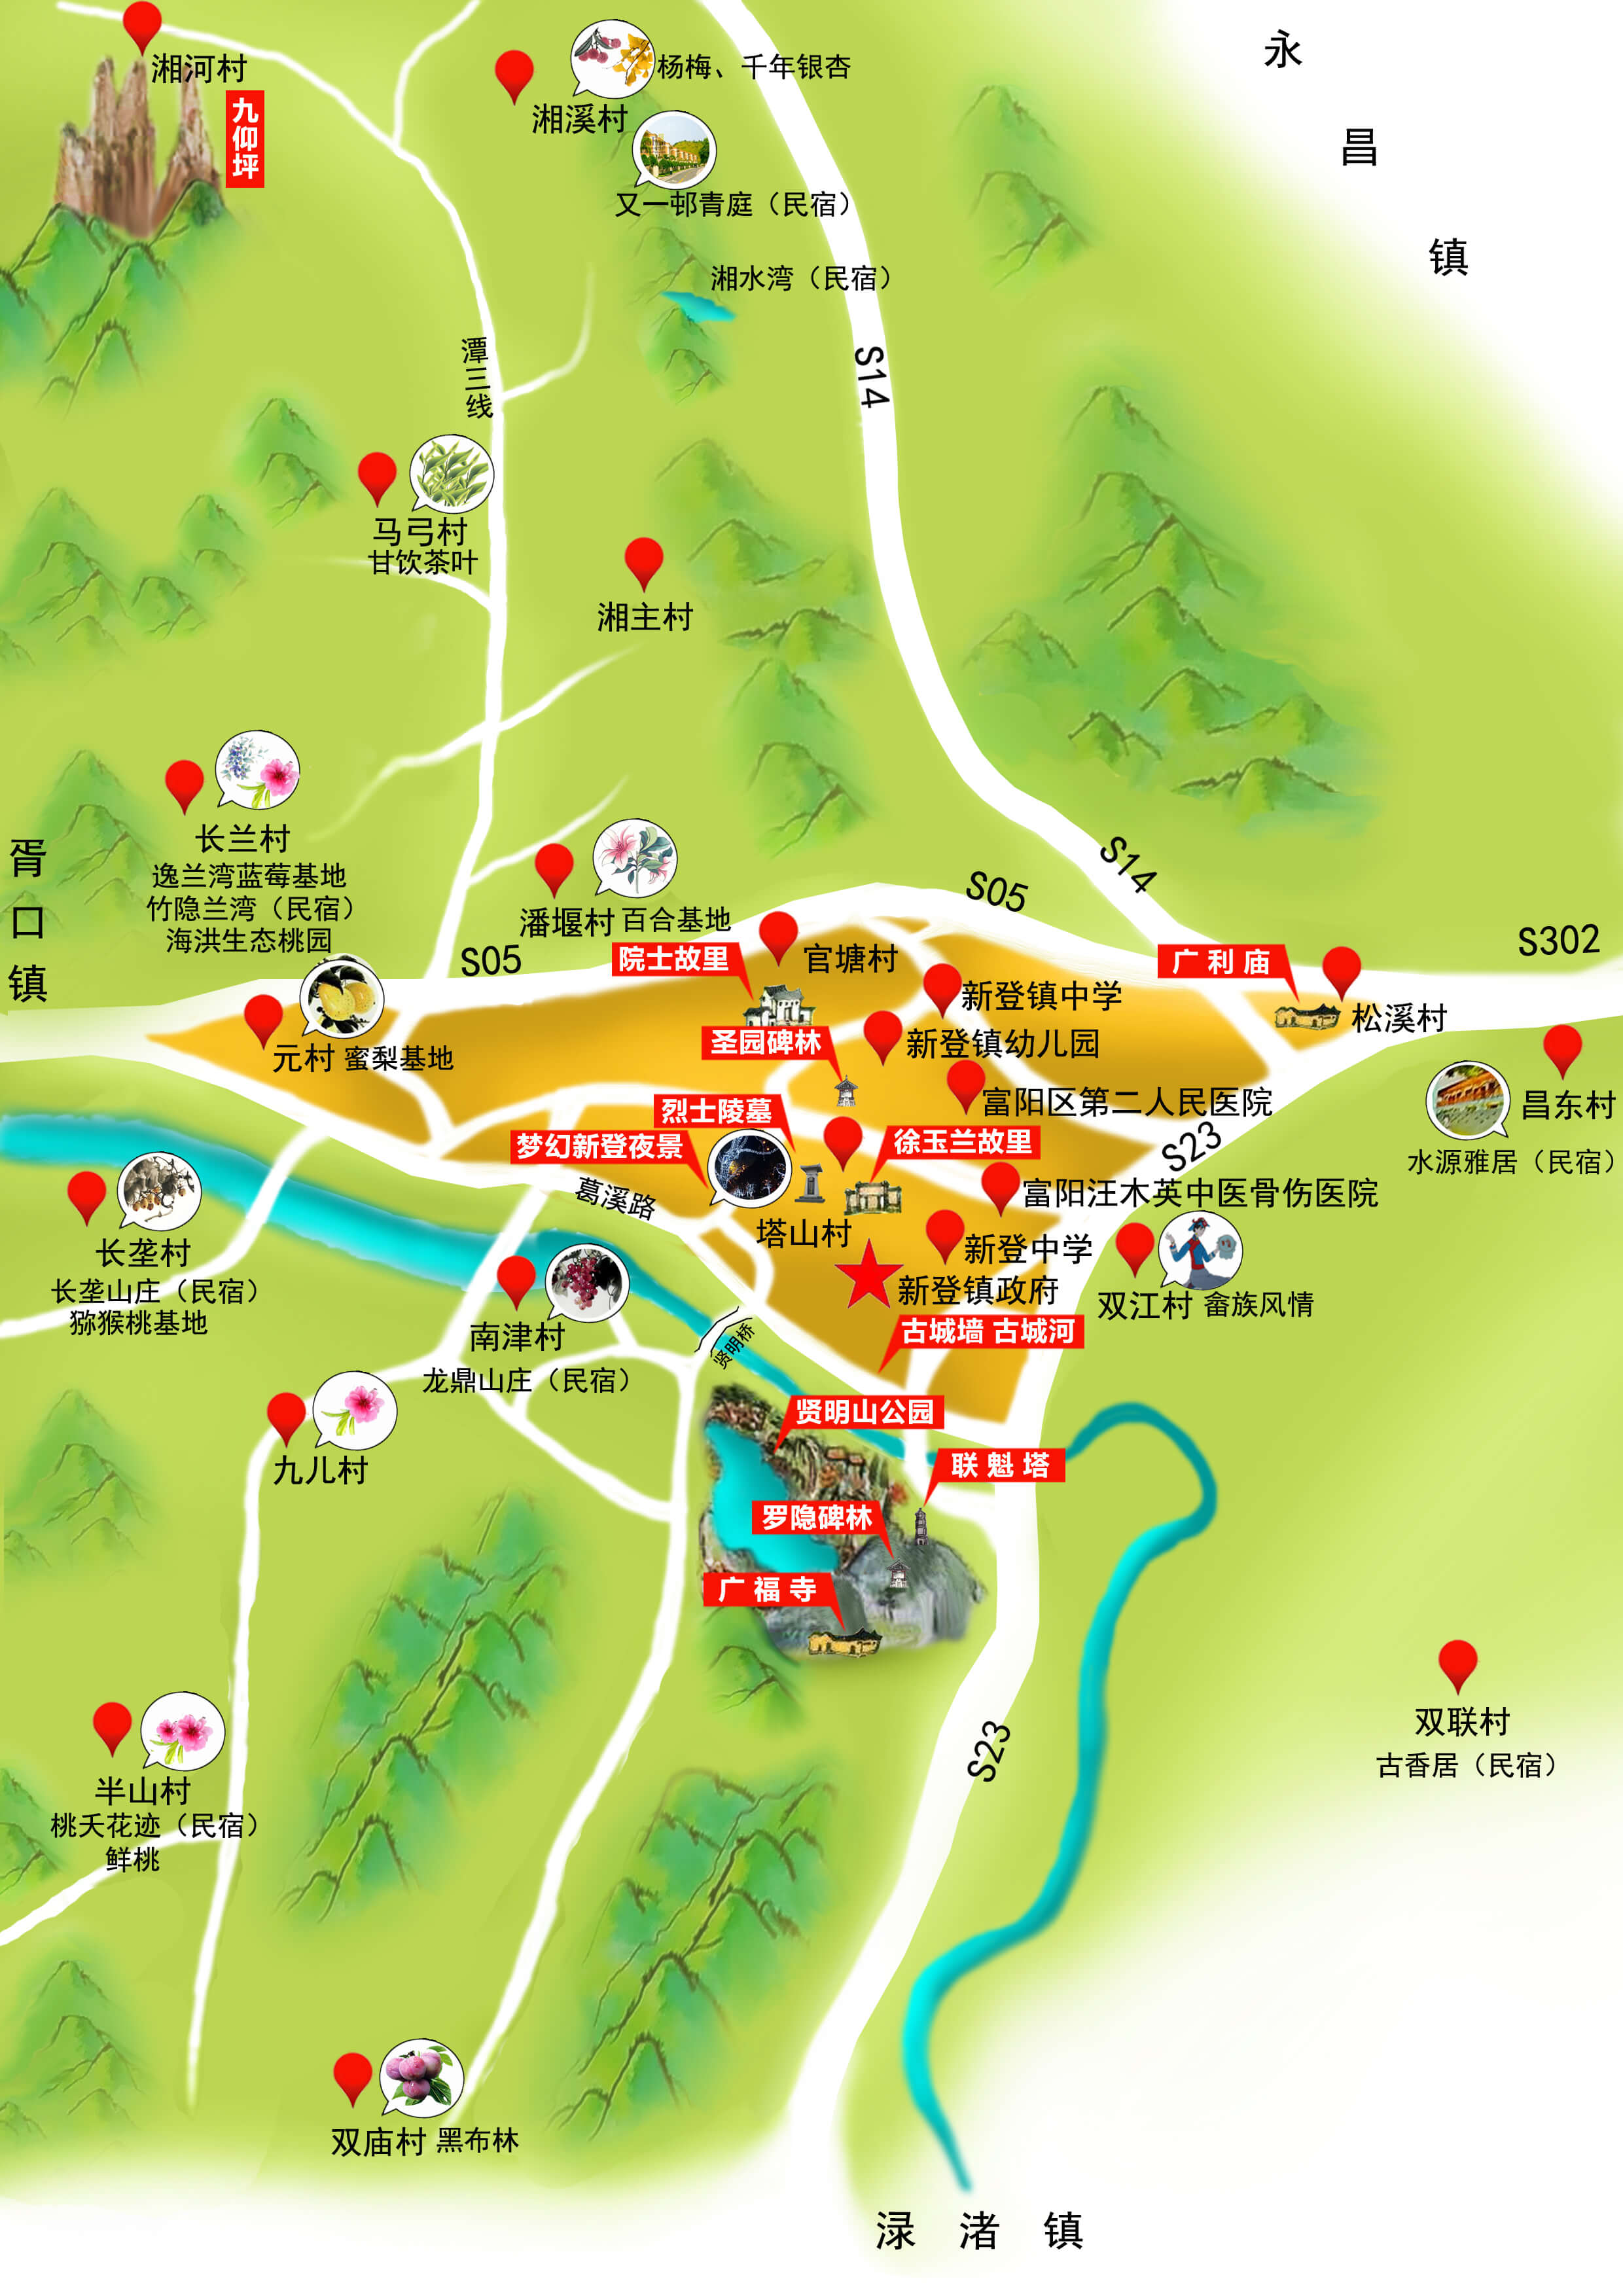 永昌镇
湘河村
九仰坪
杨梅、千年银杏
湘溪村
又一邨青庭（民宿）
湘水湾（民宿）
潭三线
S14
马弓村
甘饮茶叶
湘主村
长兰村
逸兰湾蓝莓基地
竹隐兰湾（民宿）
海洪生态桃园
胥口镇
S14
S05
潘堰村 百合基地
S05
S302
院士故里
官塘村
广利庙
新登镇中学
松溪村
圣园碑林
新登镇幼儿园
元村 蜜梨基地
富阳区第二人民医院
昌东村
水源雅居（民宿）
烈士陵墓
梦幻新登夜景
徐玉兰故里
S23
葛溪路
富阳汪木英中医骨伤医院
塔山村
新登中学
长垄村
长垄山庄（民宿）
猕猴桃基地
新登镇政府
双江村 畲族风情
南津村
龙鼎山庄（民宿）
贤明桥
古城墙 古城河
贤明山公园
九儿村
联魁塔
罗隐碑林
广福寺
双联村
古香居（民宿）
S23
半山村
桃夭花迹（民宿）
鲜桃
双庙村 黑布林
渌渚镇